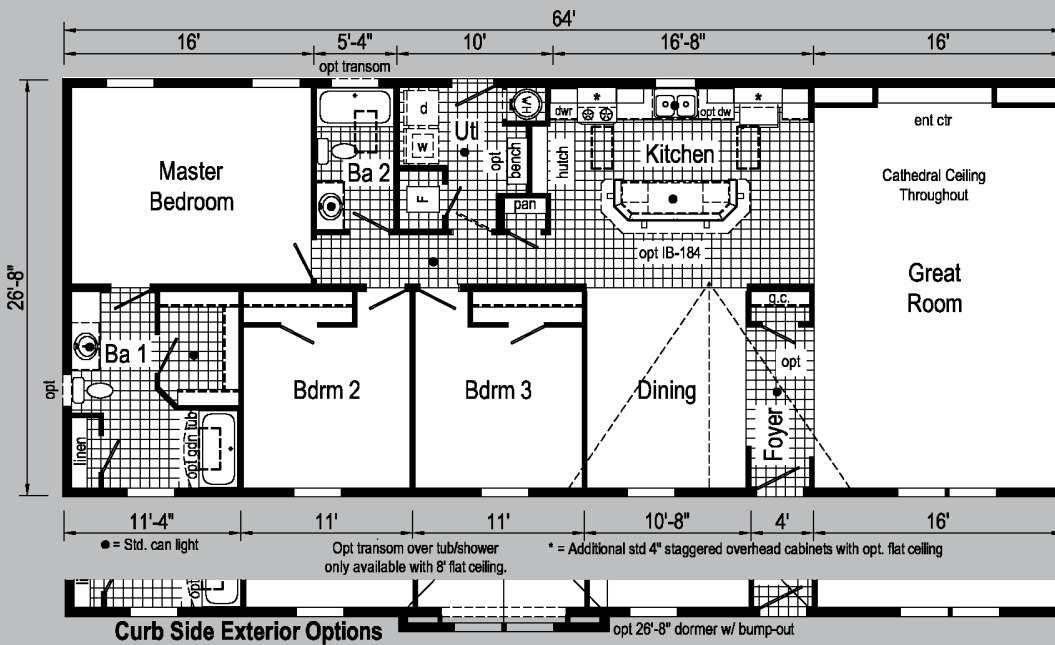 64'
16' 5'-4" 10' 16'-8" 16'
opt transom
26'-8"
Master
Bedroom
Ba 2
d
w
Utl
WH
F
opt
bench
pan
hutch
dwr
*
opt dw
*
Kitchen
opt IB-184
ent ctr
Cathedral Ceiling
Throughout
Great
Room
opt
Ba 1
linen
opt gdn tub
Bdrm 2
Bdrm 3
Dining
g.c.
opt
Foyer
11'-4" 11' 11' 10'-8" 4' 16'
● = Std. can light
Opt transom over tub/shower
only available with 8' flat ceiling.
* = Additional std 4" staggered overhead cabinets with opt. flat ceiling
Curb Side Exterior Options
opt 26'-8" dormer w/ bump-out